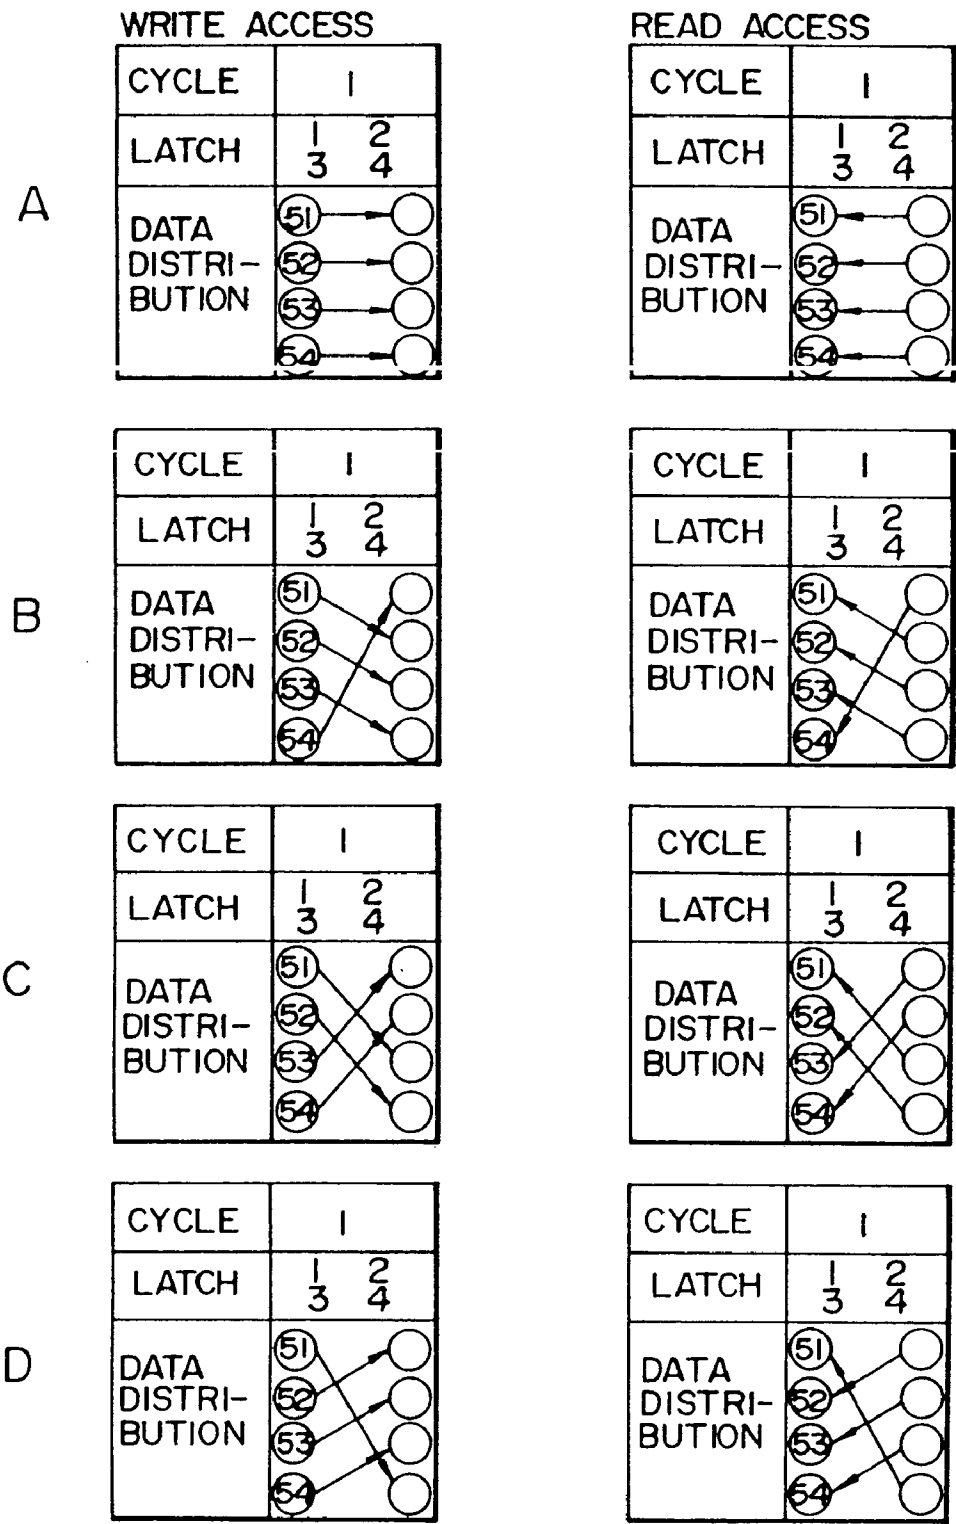 WRITE ACCESS
CYCLE 1
LATCH 1 2
3 4
A
DATA DISTRI-
BUTION
51
52
53
54
READ ACCESS
CYCLE 1
LATCH 1 2
3 4
DATA
DISTRI-
BUTION
51
52
53
54
B
CYCLE 1
LATCH 1 2
3 4
DATA
DISTRI-
BUTION
51
52
53
54
CYCLE 1
LATCH 1 2
3 4
DATA
DISTRI-
BUTION
51
52
53
54
C
CYCLE 1
LATCH 1 2
3 4
DATA
DISTRI-
BUTION
51
52
53
54
CYCLE 1
LATCH 1 2
3 4
DATA
DISTRI-
BUTION
51
52
53
54
D
CYCLE 1
LATCH 1 2
3 4
DATA
DISTRI-
BUTION
51
52
53
54
CYCLE 1
LATCH 1 2
3 4
DATA
DISTRI-
BUTION
51
52
53
54